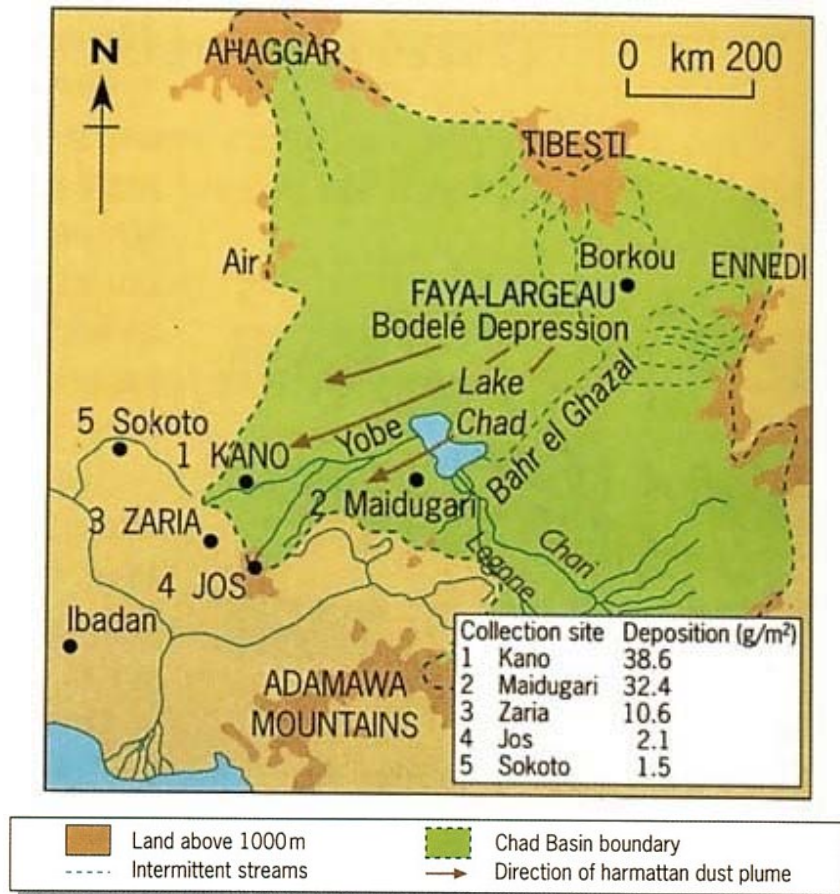 N
AHAGGAR
0 km 200
TIBESTI
Air
Borkou
ENNEDI
FAYA-LARGEAU
Bodelé Depression
Lake
Chad
Bahr el Ghazal
5 Sokoto
1 KANO
Yobe
2 Maidugari
3 ZARIA
4 JOS
Logone
Chari
Ibadan
ADAMAWA
MOUNTAINS
Collection site Deposition (g/m²)
1 Kano 38.6
2 Maidugari 32.4
3 Zaria 10.6
4 Jos 2.1
5 Sokoto 1.5
Land above 1000m
Chad Basin boundary
Intermittent streams
Direction of harmattan dust plume